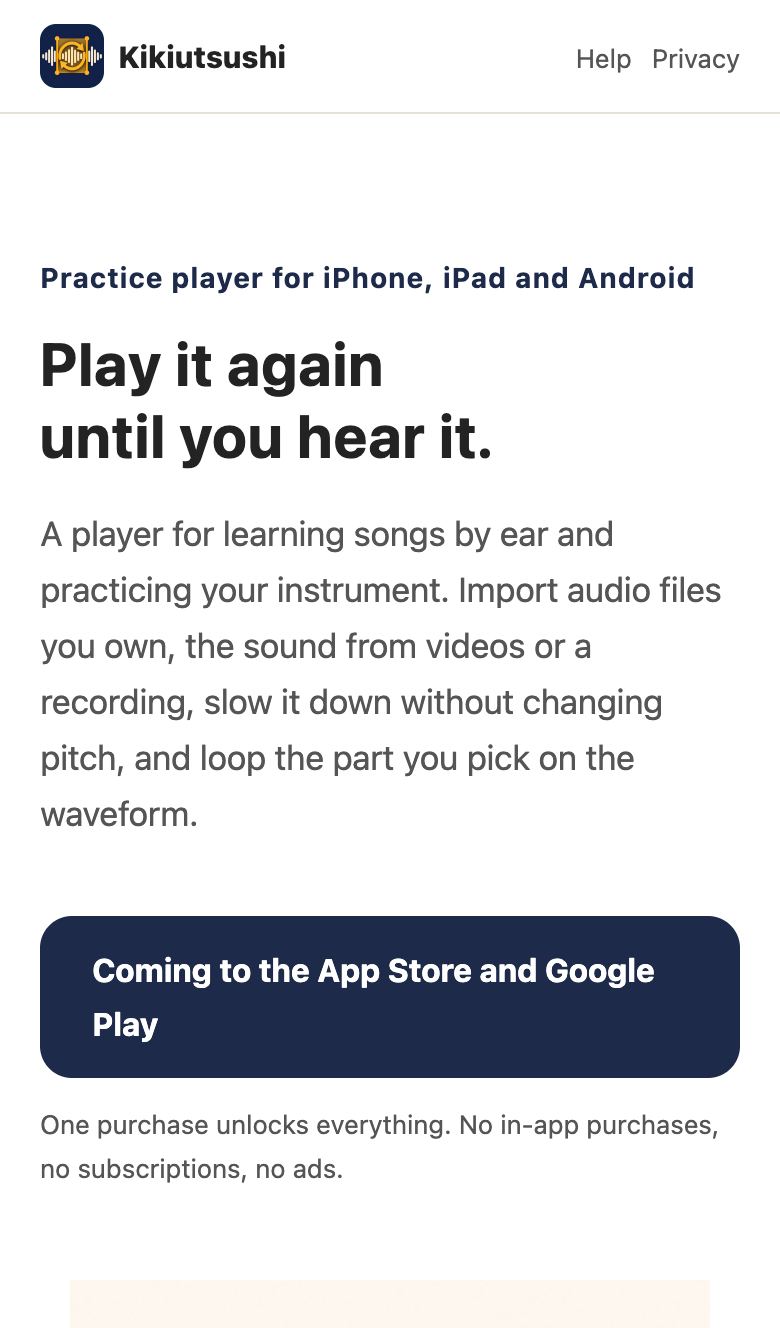 Kikiutsushi
Help Privacy
Practice player for iPhone, iPad and Android
Play it again
until you hear it.
A player for learning songs by ear and
practicing your instrument. Import audio files
you own, the sound from videos or a
recording, slow it down without changing
pitch, and loop the part you pick on the
waveform.
Coming to the App Store and Google
Play
One purchase unlocks everything. No in-app purchases,
no subscriptions, no ads.